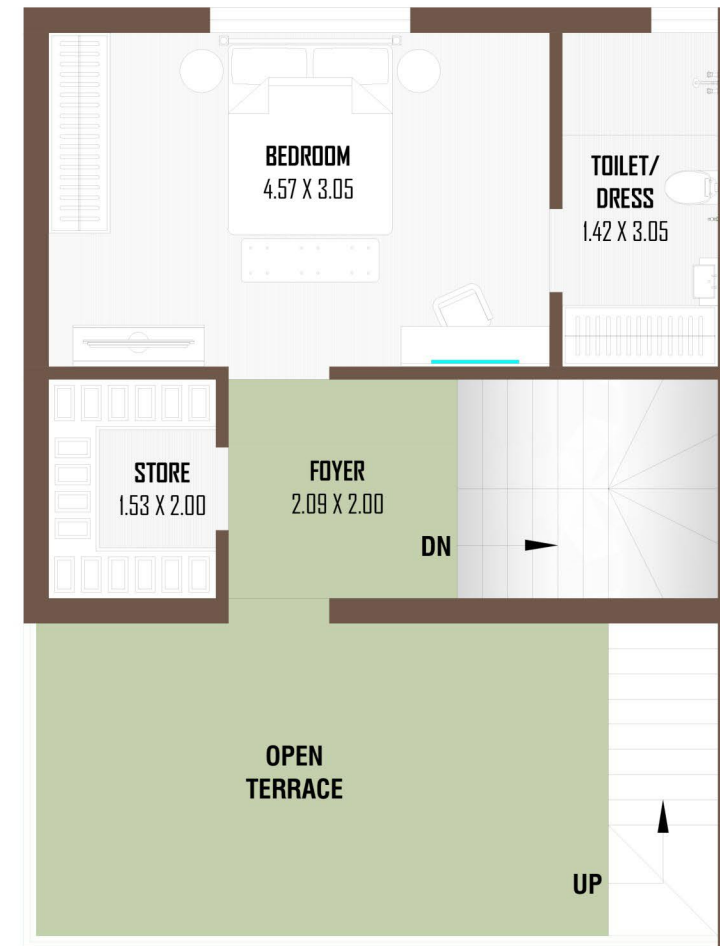 BEDROOM
4.57 X 3.05
TOILET/
DRESS
1.42 X 3.05
STORE
1.53 X 2.00
FOYER
2.09 X 2.00
DN
OPEN
TERRACE
UP